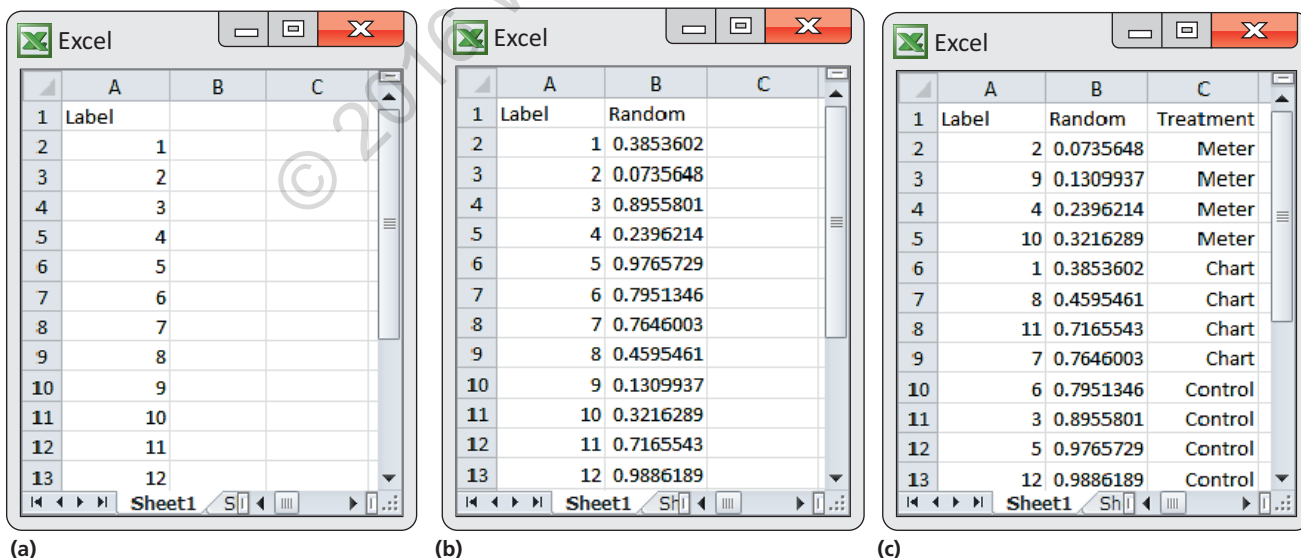 Excel
A B C
1 Label
2 1
3 2
4 3
5 4
6 5
7 6
8 7
9 8
10 9
11 10
12 11
13 12
Sheet1
(a)
Excel
A B C
1 Label Random
2 1 0.3853602
3 2 0.0735648
4 3 0.8955801
5 4 0.2396214
6 5 0.9765729
7 6 0.7951346
8 7 0.7646003
9 8 0.4595461
10 9 0.1309937
11 10 0.3216289
12 11 0.7165543
13 12 0.9886189
Sheet1 Sh
(b)
Excel
A B C
1 Label Random Treatment
2 2 0.0735648 Meter
3 9 0.1309937 Meter
4 4 0.2396214 Meter
5 10 0.3216289 Meter
6 1 0.3853602 Chart
7 8 0.4595461 Chart
8 11 0.7165543 Chart
9 7 0.7646003 Chart
10 6 0.7951346 Control
11 3 0.8955801 Control
12 5 0.9765729 Control
13 12 0.9886189 Control
Sheet1 Sh
(c)
© 2016